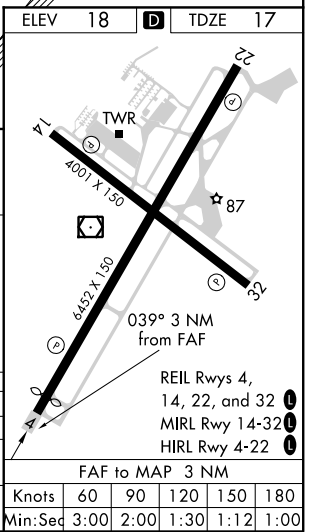 ELEV 18 D TDZE 17
22
P
TWR
14
P
4001 X 150
87
6452 X 150
P
32
039° 3 NM
from FAF
P
REIL Rwys 4,
14, 22, and 32 L
MIRL Rwy 14-32 L
HIRL Rwy 4-22 L
4
FAF to MAP 3 NM
Knots 60 90 120 150 180
Min:Sec 3:00 2:00 1:30 1:12 1:00